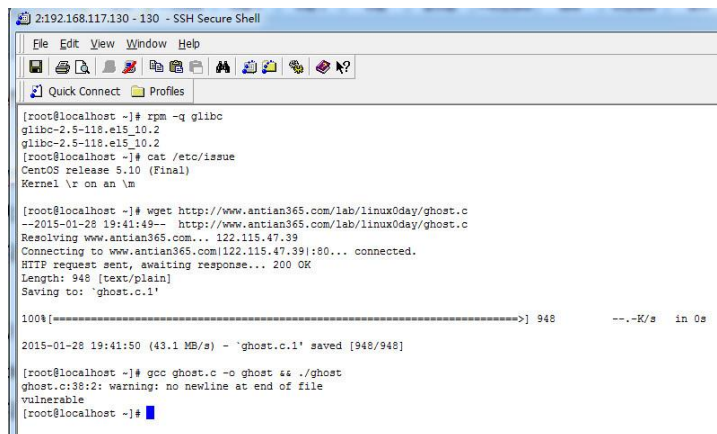 2:192.168.117.130 - 130 - SSH Secure Shell
File Edit View Window Help
Quick Connect Profiles
[root@localhost ~]# rpm -q glibc
glibc-2.5-118.el5_10.2
glibc-2.5-118.el5_10.2
[root@localhost ~]# cat /etc/issue
CentOS release 5.10 (Final)
Kernel \r on an \m
[root@localhost ~]# wget http://www.antian365.com/lab/linux0day/ghost.c
--2015-01-28 19:41:49-- http://www.antian365.com/lab/linux0day/ghost.c
Resolving www.antian365.com... 122.115.47.39
Connecting to www.antian365.com|122.115.47.39|:80... connected.
HTTP request sent, awaiting response... 200 OK
Length: 948 [text/plain]
Saving to: `ghost.c.1'
100%[======================================================================>] 948 --.-K/s in 0s
2015-01-28 19:41:50 (43.1 MB/s) - `ghost.c.1' saved [948/948]
[root@localhost ~]# gcc ghost.c -o ghost && ./ghost
ghost.c:38:2: warning: no newline at end of file
vulnerable
[root@localhost ~]#